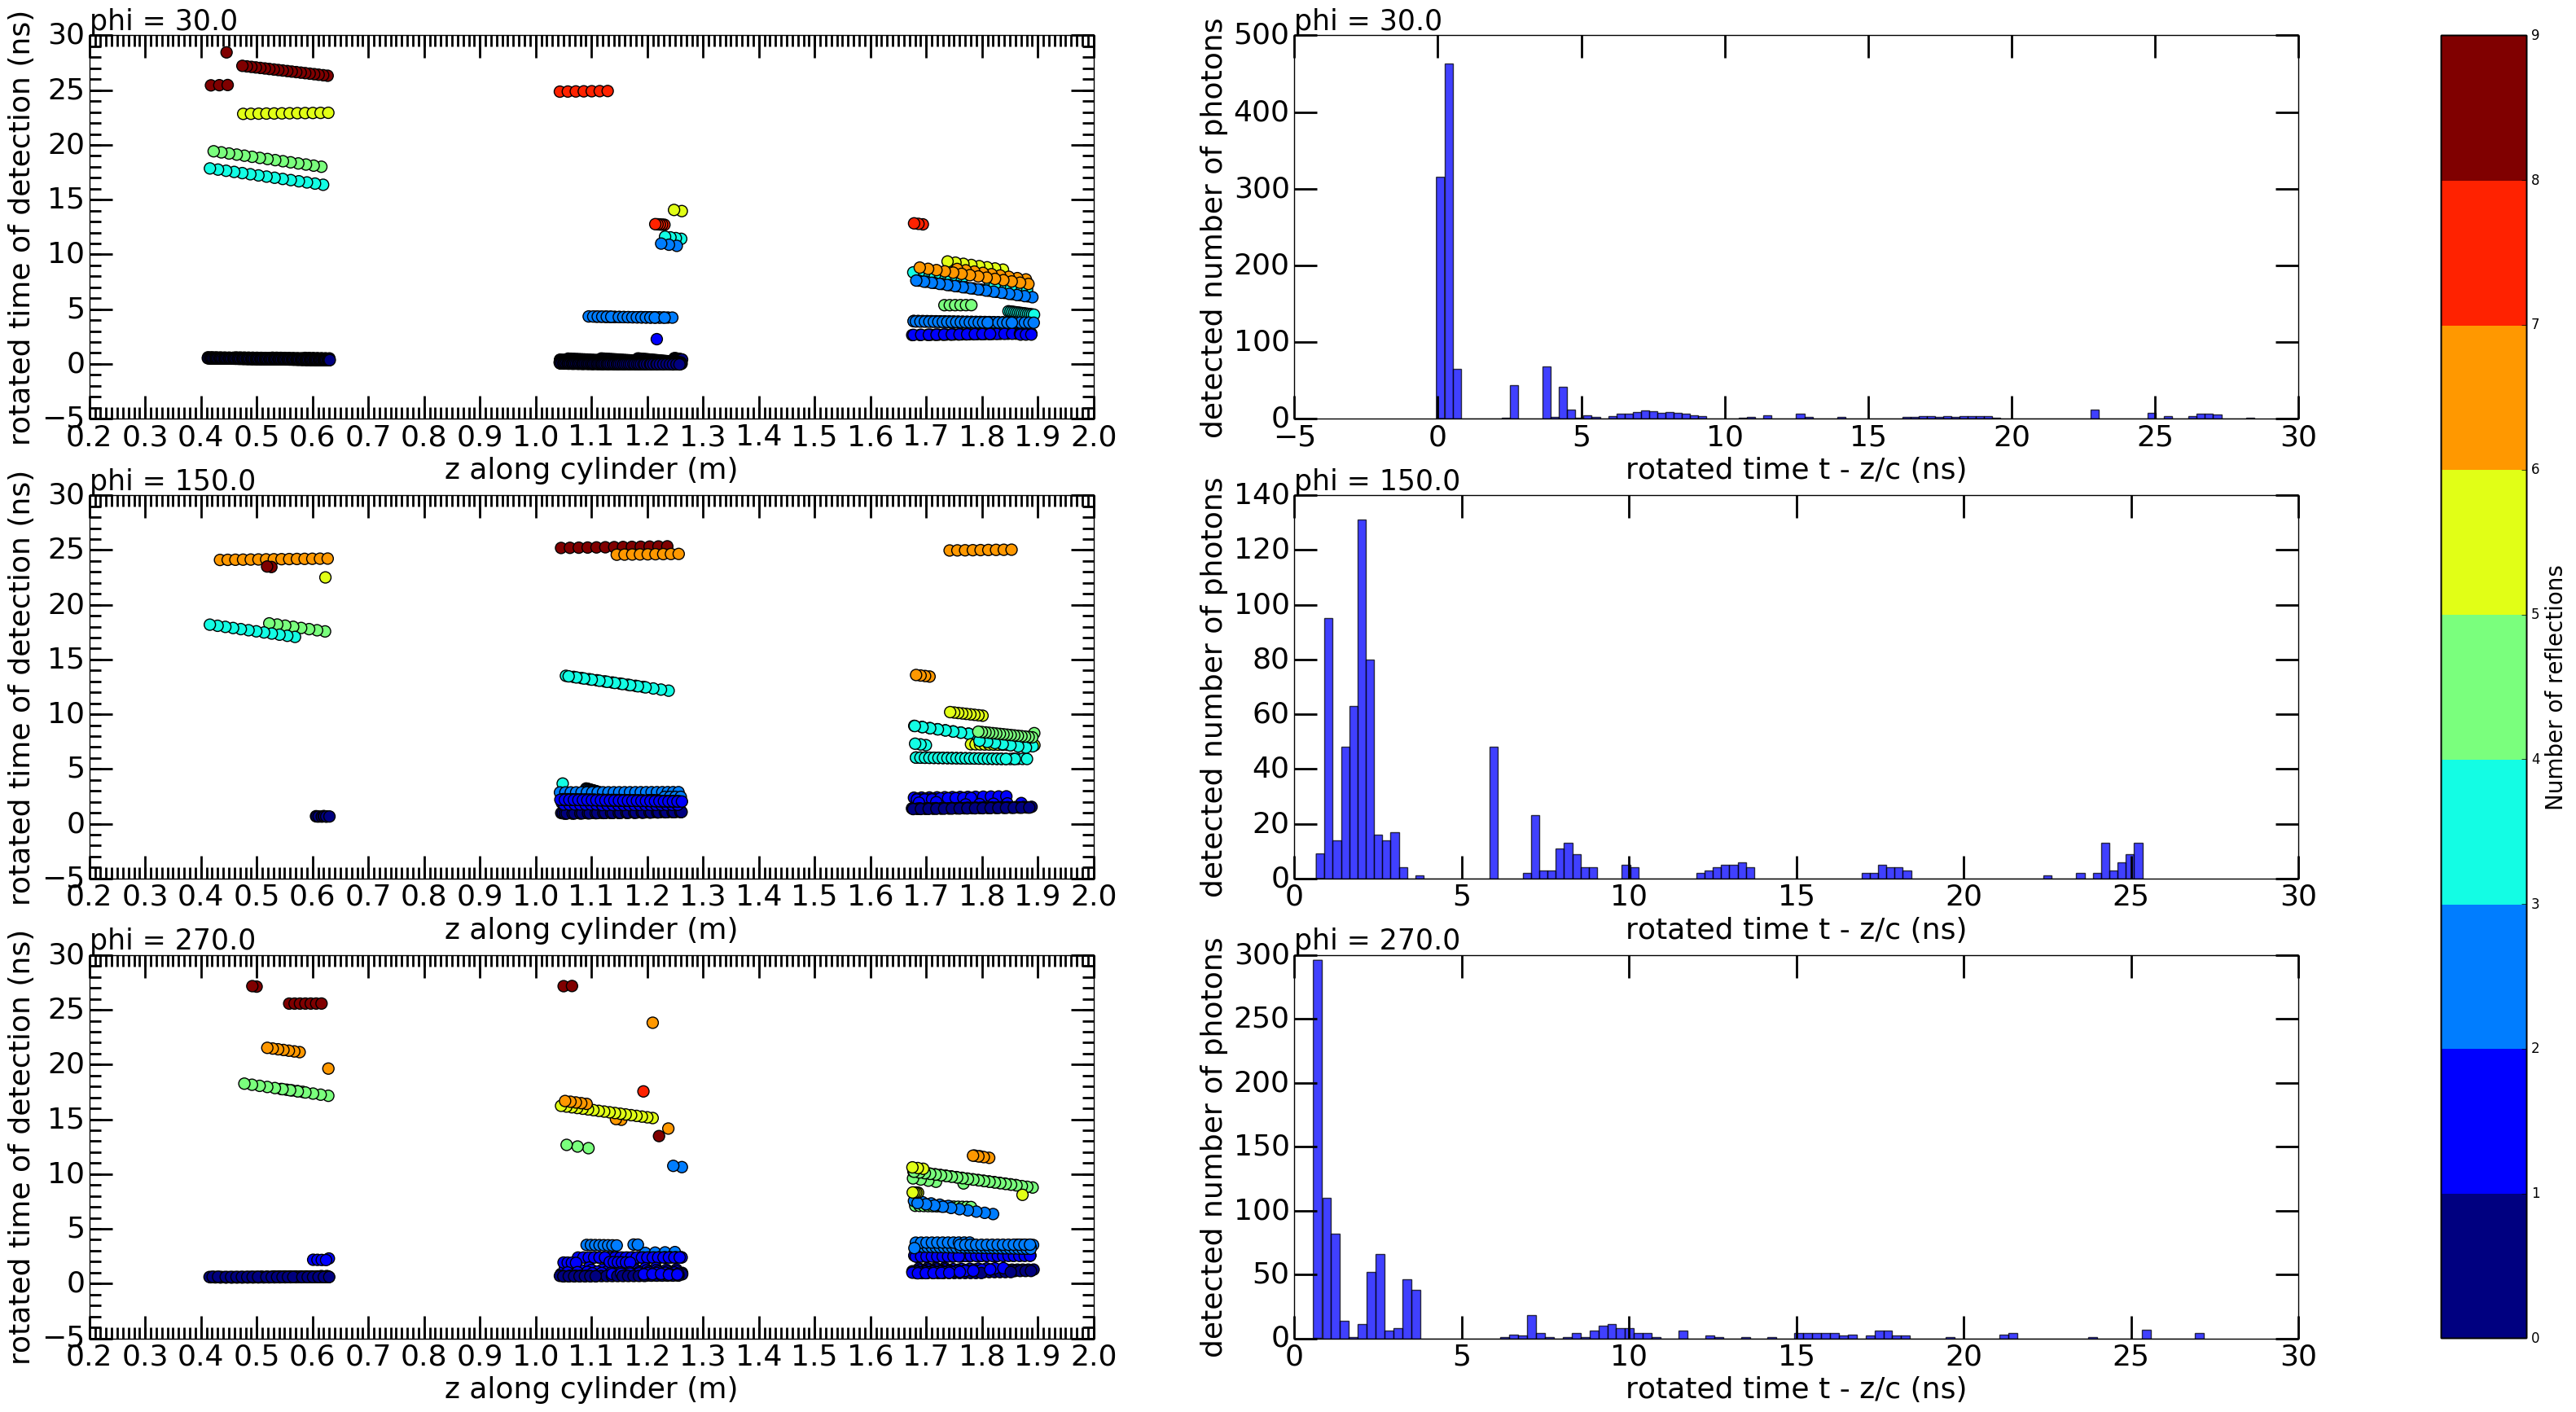 phi = 30.0
rotated time of detection (ns)
30
25
20
15
10
5
0
−5
0.2 0.3 0.4 0.5 0.6 0.7 0.8 0.9 1.0 1.1 1.2 1.3 1.4 1.5 1.6 1.7 1.8 1.9 2.0
z along cylinder (m)
phi = 30.0
detected number of photons
500
400
300
200
100
0
−5 0 5 10 15 20 25 30
rotated time t - z/c (ns)
phi = 150.0
rotated time of detection (ns)
30
25
20
15
10
5
0
−5
0.2 0.3 0.4 0.5 0.6 0.7 0.8 0.9 1.0 1.1 1.2 1.3 1.4 1.5 1.6 1.7 1.8 1.9 2.0
z along cylinder (m)
phi = 150.0
detected number of photons
140
120
100
80
60
40
20
0
0 5 10 15 20 25 30
rotated time t - z/c (ns)
phi = 270.0
rotated time of detection (ns)
30
25
20
15
10
5
0
−5
0.2 0.3 0.4 0.5 0.6 0.7 0.8 0.9 1.0 1.1 1.2 1.3 1.4 1.5 1.6 1.7 1.8 1.9 2.0
z along cylinder (m)
phi = 270.0
detected number of photons
300
250
200
150
100
50
0
0 5 10 15 20 25 30
rotated time t - z/c (ns)
9
8
7
6
5
4
3
2
1
0
Number of reflections